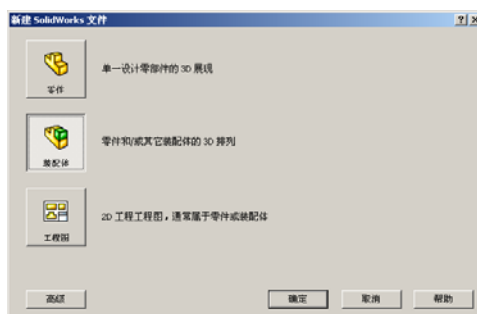 新建 SolidWorks 文件
零件
单一设计零部件的 3D 展现
装配体
零件和/或其它装配体的 3D 排列
工程图
2D 工程工程图，通常属于零件或装配体
高级
确定
取消
帮助